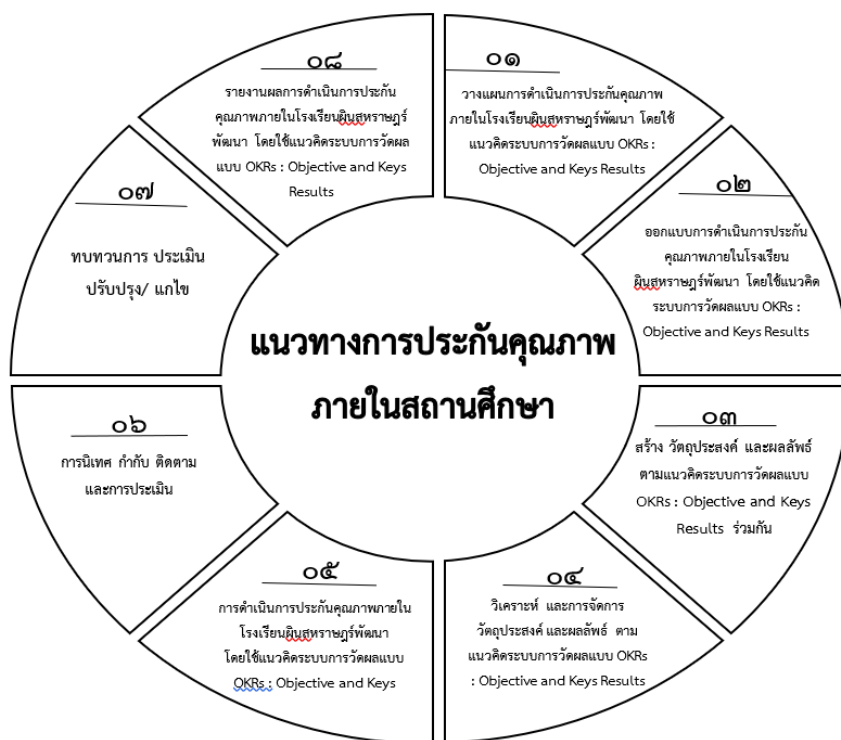 แนวทางการประกันคุณภาพ
ภายในสถานศึกษา
๐๑
วางแผนการดำเนินการประกันคุณภาพ
ภายในโรงเรียนผินสุหราษฎร์พัฒนา โดยใช้
แนวคิดระบบการวัดผลแบบ OKRs :
Objective and Keys Results
๐๒
ออกแบบการดำเนินการประกัน
คุณภาพภายในโรงเรียน
ผินสุหราษฎร์พัฒนา โดยใช้แนวคิด
ระบบการวัดผลแบบ OKRs :
Objective and Keys Results
๐๓
สร้าง วัตถุประสงค์ และผลลัพธ์
ตามแนวคิดระบบการวัดผลแบบ
OKRs : Objective and Keys
Results ร่วมกัน
๐๔
วิเคราะห์ และการจัดการ
วัตถุประสงค์ และผลลัพธ์ ตาม
แนวคิดระบบการวัดผลแบบ OKRs
: Objective and Keys Results
๐๕
การดำเนินการประกันคุณภาพภายใน
โรงเรียนผินสุหราษฎร์พัฒนา
โดยใช้แนวคิดระบบการวัดผลแบบ
OKRs : Objective and Keys
๐๖
การนิเทศ กำกับ ติดตาม
และการประเมิน
๐๗
ทบทวนการ ประเมิน
ปรับปรุง/ แก้ไข
๐๘
รายงานผลการดำเนินการประกัน
คุณภาพภายในโรงเรียนผินสุหราษฎร์
พัฒนา โดยใช้แนวคิดระบบการวัดผล
แบบ OKRs : Objective and Keys
Results